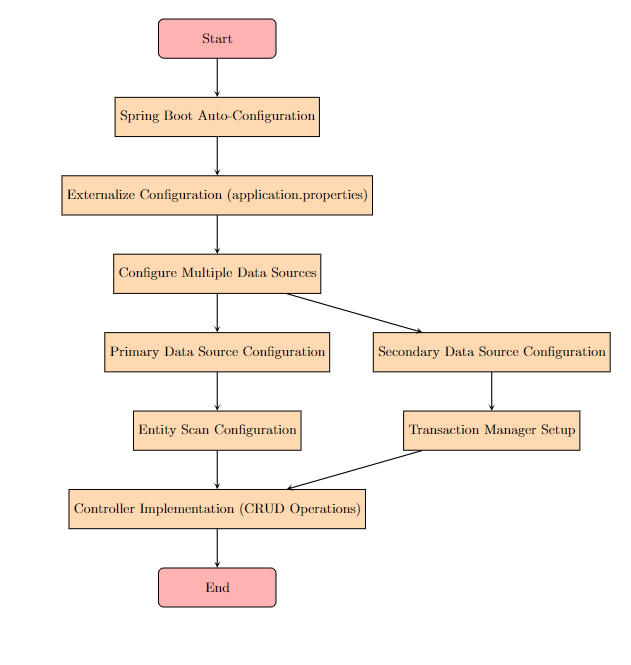 Start
Spring Boot Auto-Configuration
Externalize Configuration (application.properties)
Configure Multiple Data Sources
Primary Data Source Configuration
Secondary Data Source Configuration
Entity Scan Configuration
Transaction Manager Setup
Controller Implementation (CRUD Operations)
End